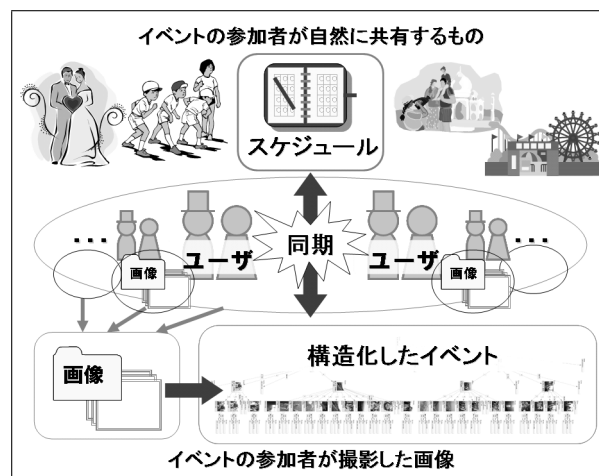 イベントの参加者が自然に共有するもの
スケジュール
・・・
ユーザ
同期
ユーザ
・・・
画像
画像
画像
構造化したイベント
イベントの参加者が撮影した画像